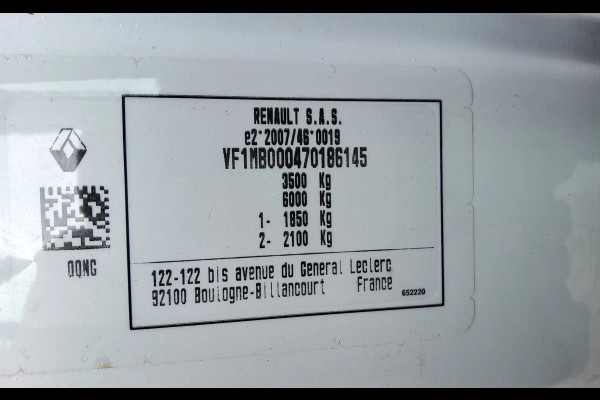 RENAULT S.A.S.
e2*2007/46*0019
VF1MB000470186145
3500 Kg
6000 Kg
1- 1850 Kg
2- 2100 Kg
OQNG
122-122 bis avenue du General Leclerc
92100 Boulogne-Billancourt France
652220